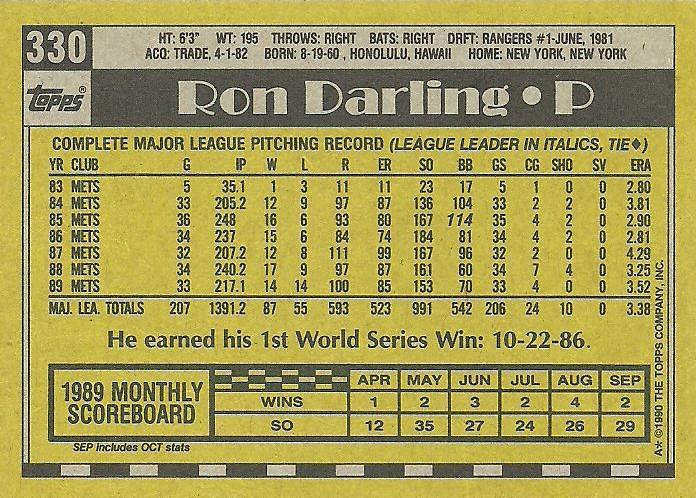 330
HT: 6'3" WT: 195 THROWS: RIGHT BATS: RIGHT DRFT: RANGERS #1-JUNE, 1981
ACQ: TRADE, 4-1-82 BORN: 8-19-60 , HONOLULU, HAWAII HOME: NEW YORK, NEW YORK
topps®
Ron Darling • P
COMPLETE MAJOR LEAGUE PITCHING RECORD (LEAGUE LEADER IN ITALICS, TIE♦)
YR CLUB G IP W L R ER SO BB GS CG SHO SV ERA
83 METS 5 35.1 1 3 11 11 23 17 5 1 0 0 2.80
84 METS 33 205.2 12 9 97 87 136 104 33 2 2 0 3.81
85 METS 36 248 16 6 93 80 167 114 35 4 2 0 2.90
86 METS 34 237 15 6 84 74 184 81 34 4 2 0 2.81
87 METS 32 207.2 12 8 111 99 167 96 32 2 0 0 4.29
88 METS 34 240.2 17 9 97 87 161 60 34 7 4 0 3.25
89 METS 33 217.1 14 14 100 85 153 70 33 4 0 0 3.52
MAJ. LEA. TOTALS 207 1391.2 87 55 593 523 991 542 206 24 10 0 3.38
He earned his 1st World Series Win: 10-22-86.
1989 MONTHLY SCOREBOARD
APR MAY JUN JUL AUG SEP
WINS 1 2 3 2 4 2
SO 12 35 27 24 26 29
SEP includes OCT stats
A* ©1990 THE TOPPS COMPANY, INC.